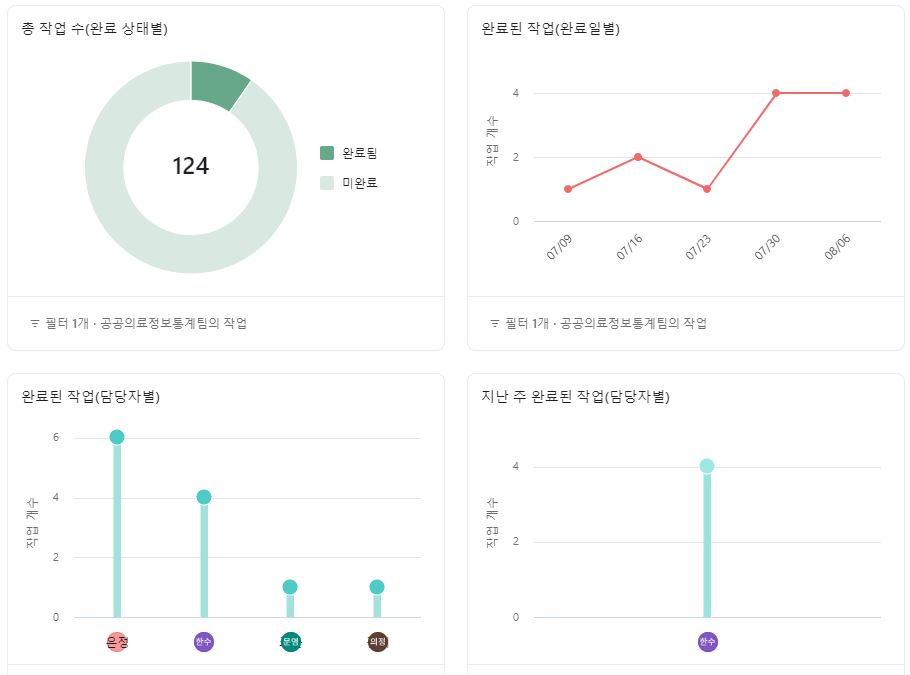 총 작업 수(완료 상태별)
124
완료됨
미완료
필터 1개 · 공공의료정보통계팀의 작업
완료된 작업(완료일별)
작업 개수
4
2
0
07/09
07/16
07/23
07/30
08/06
필터 1개 · 공공의료정보통계팀의 작업
완료된 작업(담당자별)
작업 개수
6
4
2
0
은정
한수
문영
의정
지난 주 완료된 작업(담당자별)
작업 개수
4
2
0
한수